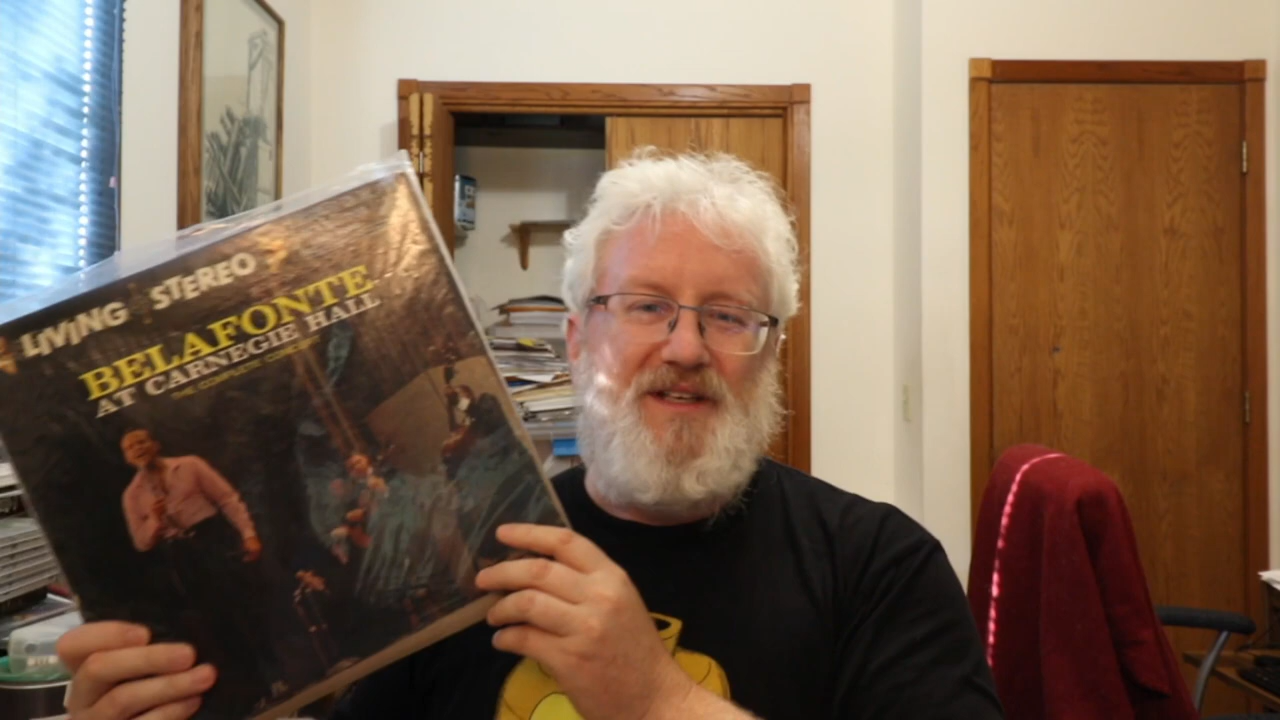 LIVING STEREO
BELAFONTE
AT CARNEGIE HALL
THE COMPLETE CONCERT